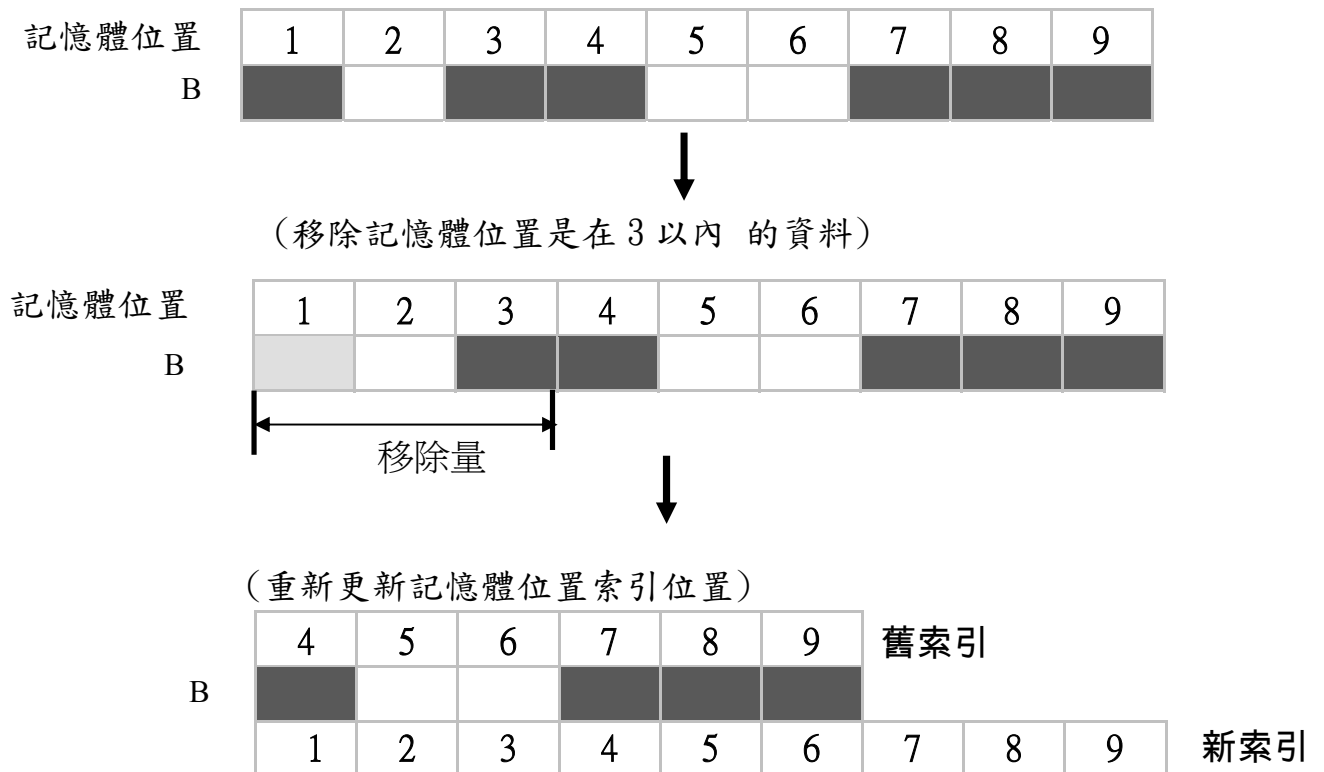 記憶體位置 1 2 3 4 5 6 7 8 9
B
(移除記憶體位置是在 3 以內 的資料)
記憶體位置 1 2 3 4 5 6 7 8 9
B
移除量
(重新更新記憶體位置索引位置)
4 5 6 7 8 9 舊索引
B
1 2 3 4 5 6 7 8 9 新索引